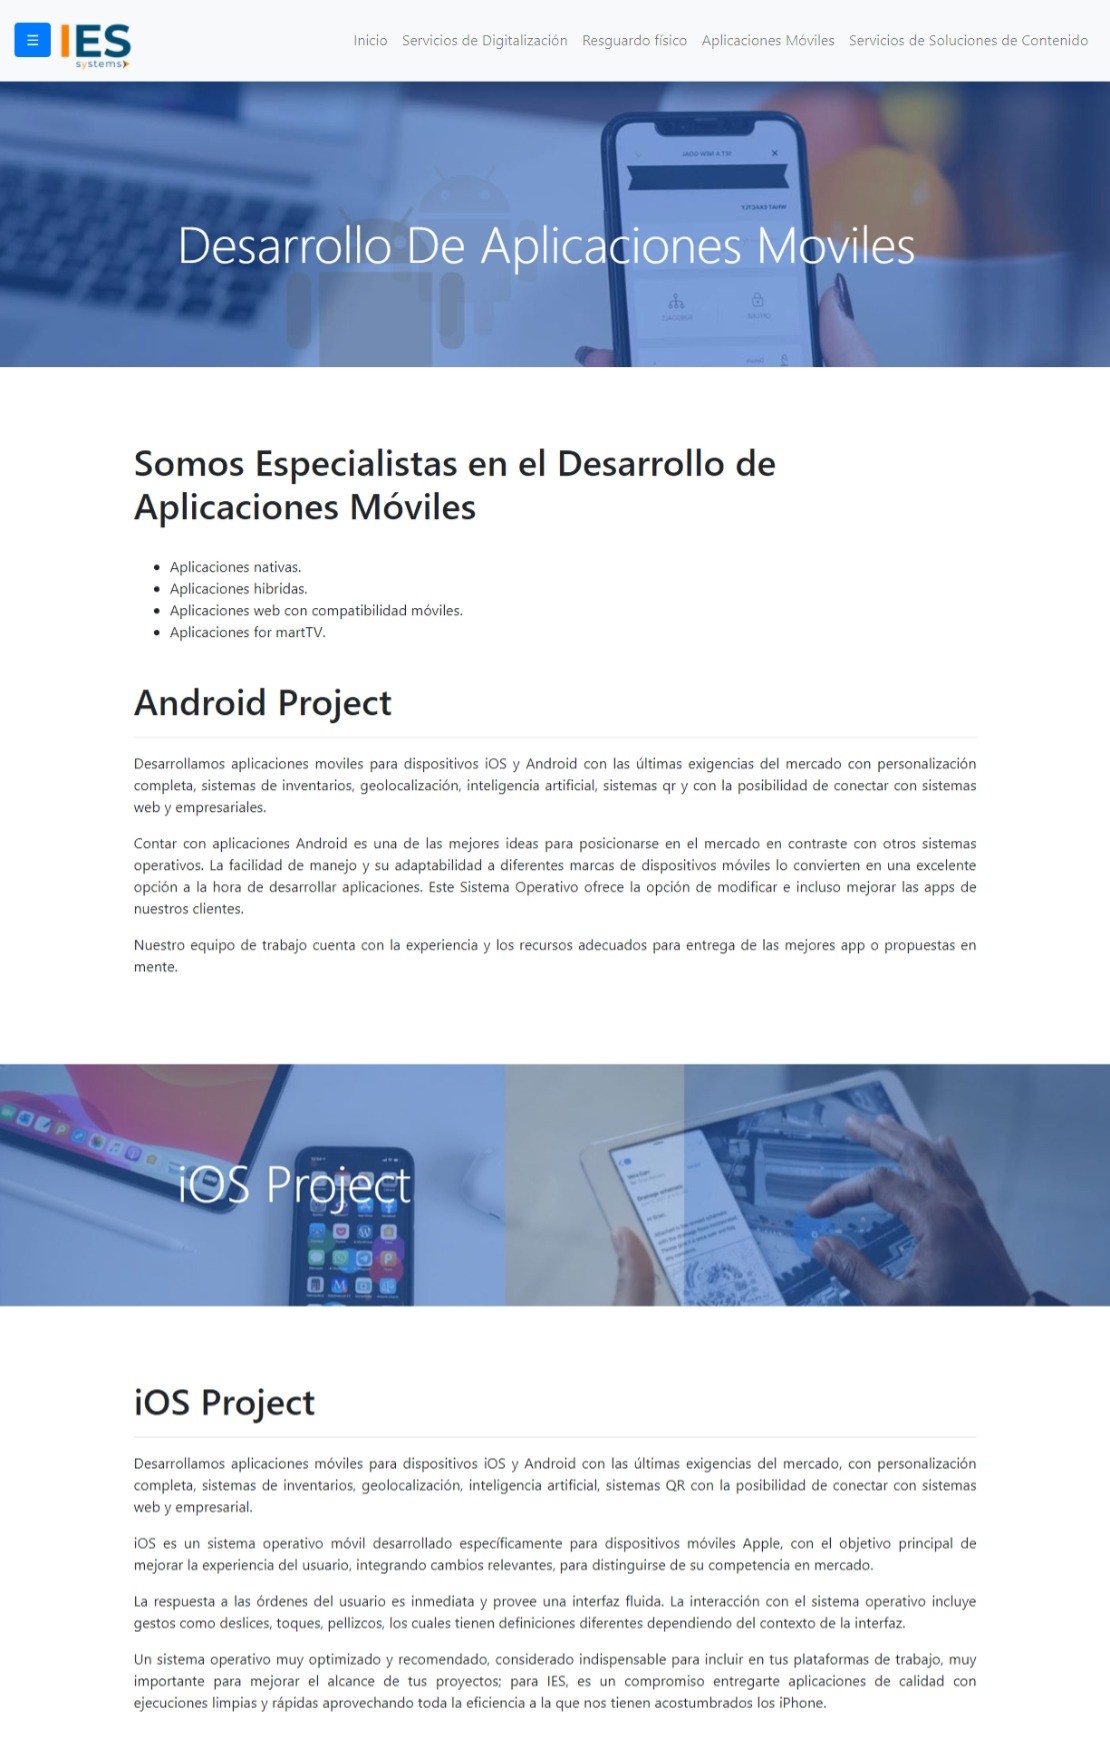 ☰ IES
systems
Inicio Servicios de Digitalización Resguardo físico Aplicaciones Móviles Servicios de Soluciones de Contenido
Desarrollo De Aplicaciones Moviles
Somos Especialistas en el Desarrollo de
Aplicaciones Móviles
• Aplicaciones nativas.
• Aplicaciones hibridas.
• Aplicaciones web con compatibilidad móviles.
• Aplicaciones for martTV.
Android Project
Desarrollamos aplicaciones moviles para dispositivos iOS y Android con las últimas exigencias del mercado con personalización
completa, sistemas de inventarios, geolocalización, inteligencia artificial, sistemas qr y con la posibilidad de conectar con sistemas
web y empresariales.
Contar con aplicaciones Android es una de las mejores ideas para posicionarse en el mercado en contraste con otros sistemas
operativos. La facilidad de manejo y su adaptabilidad a diferentes marcas de dispositivos móviles lo convierten en una excelente
opción a la hora de desarrollar aplicaciones. Este Sistema Operativo ofrece la opción de modificar e incluso mejorar las apps de
nuestros clientes.
Nuestro equipo de trabajo cuenta con la experiencia y los recursos adecuados para entrega de las mejores app o propuestas en
mente.
iOS Project
iOS Project
Desarrollamos aplicaciones móviles para dispositivos iOS y Android con las últimas exigencias del mercado, con personalización
completa, sistemas de inventarios, geolocalización, inteligencia artificial, sistemas QR con la posibilidad de conectar con sistemas
web y empresarial.
iOS es un sistema operativo móvil desarrollado específicamente para dispositivos móviles Apple, con el objetivo principal de
mejorar la experiencia del usuario, integrando cambios relevantes, para distinguirse de su competencia en mercado.
La respuesta a las órdenes del usuario es inmediata y provee una interfaz fluida. La interacción con el sistema operativo incluye
gestos como deslices, toques, pellizcos, los cuales tienen definiciones diferentes dependiendo del contexto de la interfaz.
Un sistema operativo muy optimizado y recomendado, considerado indispensable para incluir en tus plataformas de trabajo, muy
importante para mejorar el alcance de tus proyectos; para IES, es un compromiso entregarte aplicaciones de calidad con
ejecuciones limpias y rápidas aprovechando toda la eficiencia a la que nos tienen acostumbrados los iPhone.